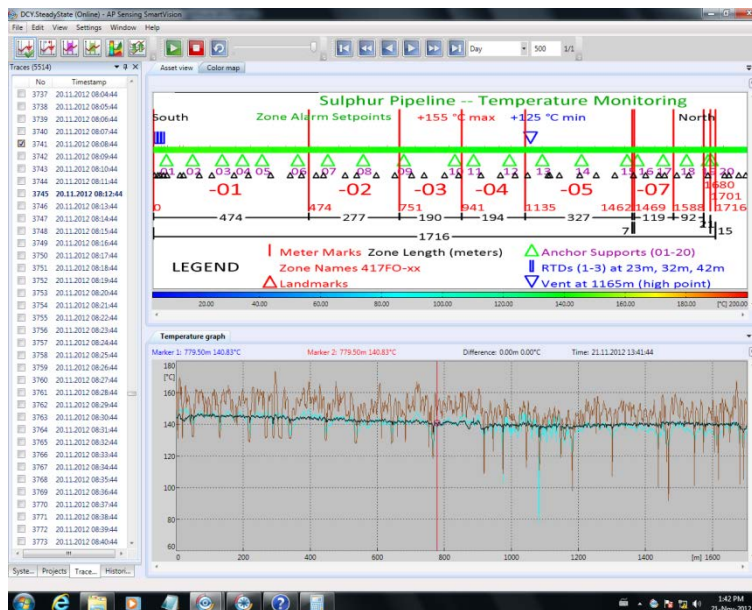 DCY.SteadyState (Online) - AP Sensing SmartVision
File Edit View Settings Window Help
Day 500 1/1
Traces (5514)
No Timestamp
3737 20.11.2012 08:04:44
3738 20.11.2012 08:05:44
3739 20.11.2012 08:06:44
3740 20.11.2012 08:07:44
3741 20.11.2012 08:08:44
3742 20.11.2012 08:09:44
3743 20.11.2012 08:10:44
3744 20.11.2012 08:11:44
3745 20.11.2012 08:12:44
3746 20.11.2012 08:13:44
3747 20.11.2012 08:14:44
3748 20.11.2012 08:15:44
3749 20.11.2012 08:16:44
3750 20.11.2012 08:17:44
3751 20.11.2012 08:18:44
3752 20.11.2012 08:19:44
3753 20.11.2012 08:20:44
3754 20.11.2012 08:21:44
3755 20.11.2012 08:22:44
3756 20.11.2012 08:23:44
3757 20.11.2012 08:24:44
3758 20.11.2012 08:25:44
3759 20.11.2012 08:26:44
3760 20.11.2012 08:27:44
3761 20.11.2012 08:28:44
3762 20.11.2012 08:29:44
3763 20.11.2012 08:30:44
3764 20.11.2012 08:31:44
3765 20.11.2012 08:32:44
3766 20.11.2012 08:33:44
3767 20.11.2012 08:34:44
3768 20.11.2012 08:35:44
3769 20.11.2012 08:36:44
3770 20.11.2012 08:37:44
3771 20.11.2012 08:38:44
3772 20.11.2012 08:39:44
3773 20.11.2012 08:40:44
Syste... Projects Trace... Histori...
Asset view Color map
Sulphur Pipeline -- Temperature Monitoring
South Zone Alarm Setpoints +155 °C max +125 °C min North
01 02 03 04 05 06 07 08 09 10 11 12 13 14 15 16 17 18 19 20
-01 -02 -03 -04 -05 -07
1680
1701
0 474 751 941 1135 1462 1469 1588 1716
474 277 190 194 327 119 92
21
1716 7 15
Meter Marks Zone Length (meters) Anchor Supports (01-20)
LEGEND Zone Names 417FO-xx RTDs (1-3) at 23m, 32m, 42m
Landmarks Vent at 1165m (high point)
20.00 40.00 60.00 80.00 100.00 120.00 140.00 160.00 180.00 [°C] 200.00
Temperature graph
Marker 1: 779.50m 140.83°C Marker 2: 779.50m 140.83°C Difference: 0.00m 0.00°C Time: 21.11.2012 13:41:44
180
[°C]
160
140
120
100
80
60
0 200 400 600 800 1000 1200 1400 [m] 1600
1:42 PM